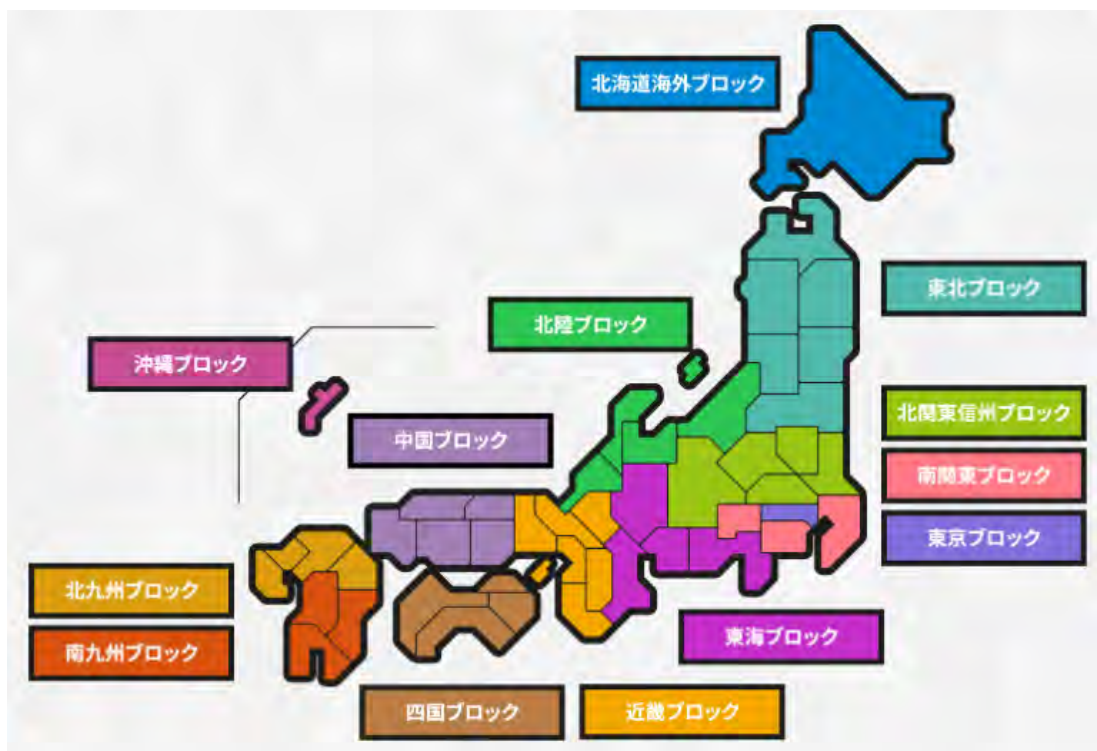 北海道海外ブロック
東北ブロック
北陸ブロック
沖縄ブロック
北関東信州ブロック
中国ブロック
南関東ブロック
東京ブロック
北九州ブロック
東海ブロック
南九州ブロック
四国ブロック
近畿ブロック